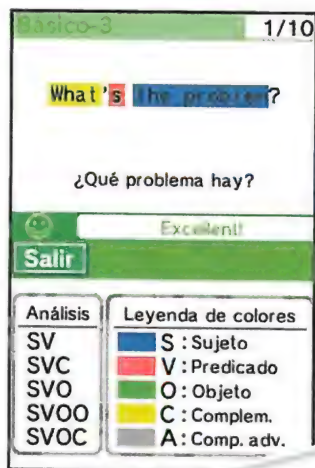 Básico-3 1/10
What's the problem?
¿Qué problema hay?
Excellent!
Salir
Análisis
SV
SVC
SVO
SVOO
SVOC
Leyenda de colores
S : Sujeto
V : Predicado
O : Objeto
C : Complem.
A : Comp. adv.